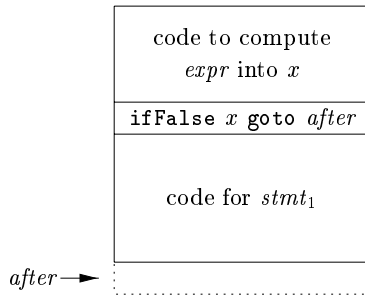 code to compute
expr into x
ifFalse x goto after
code for stmt₁
after